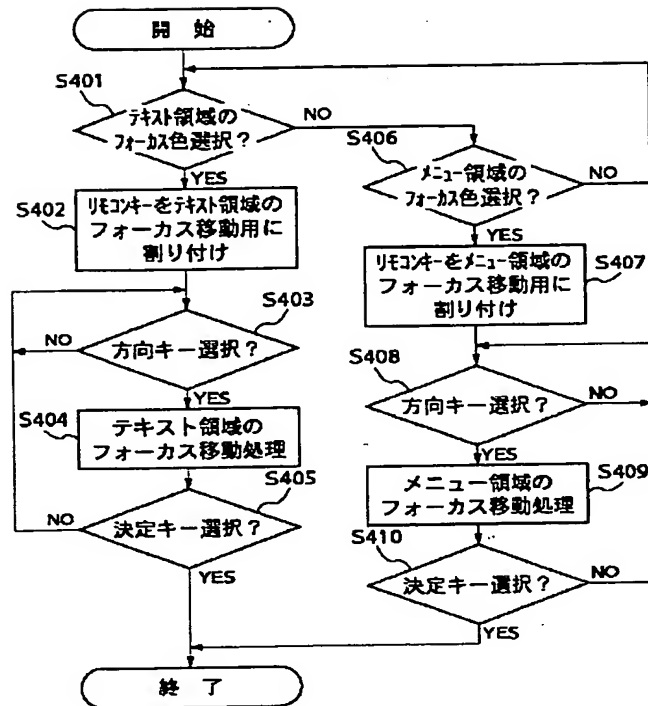 開 始
S401
テキスト領域の
フォーカス色選択?
NO
YES
S402
リモコンキーをテキスト領域の
フォーカス移動用に
割り付け
S403
NO
方向キー選択?
YES
S404
テキスト領域の
フォーカス移動処理
S405
NO
決定キー選択?
YES
S406
メニュー領域の
フォーカス色選択?
NO
YES
リモコンキーをメニュー領域の
フォーカス移動用に
割り付け
S407
S408
方向キー選択?
NO
YES
メニュー領域の
フォーカス移動処理
S409
S410
決定キー選択?
NO
YES
終 了